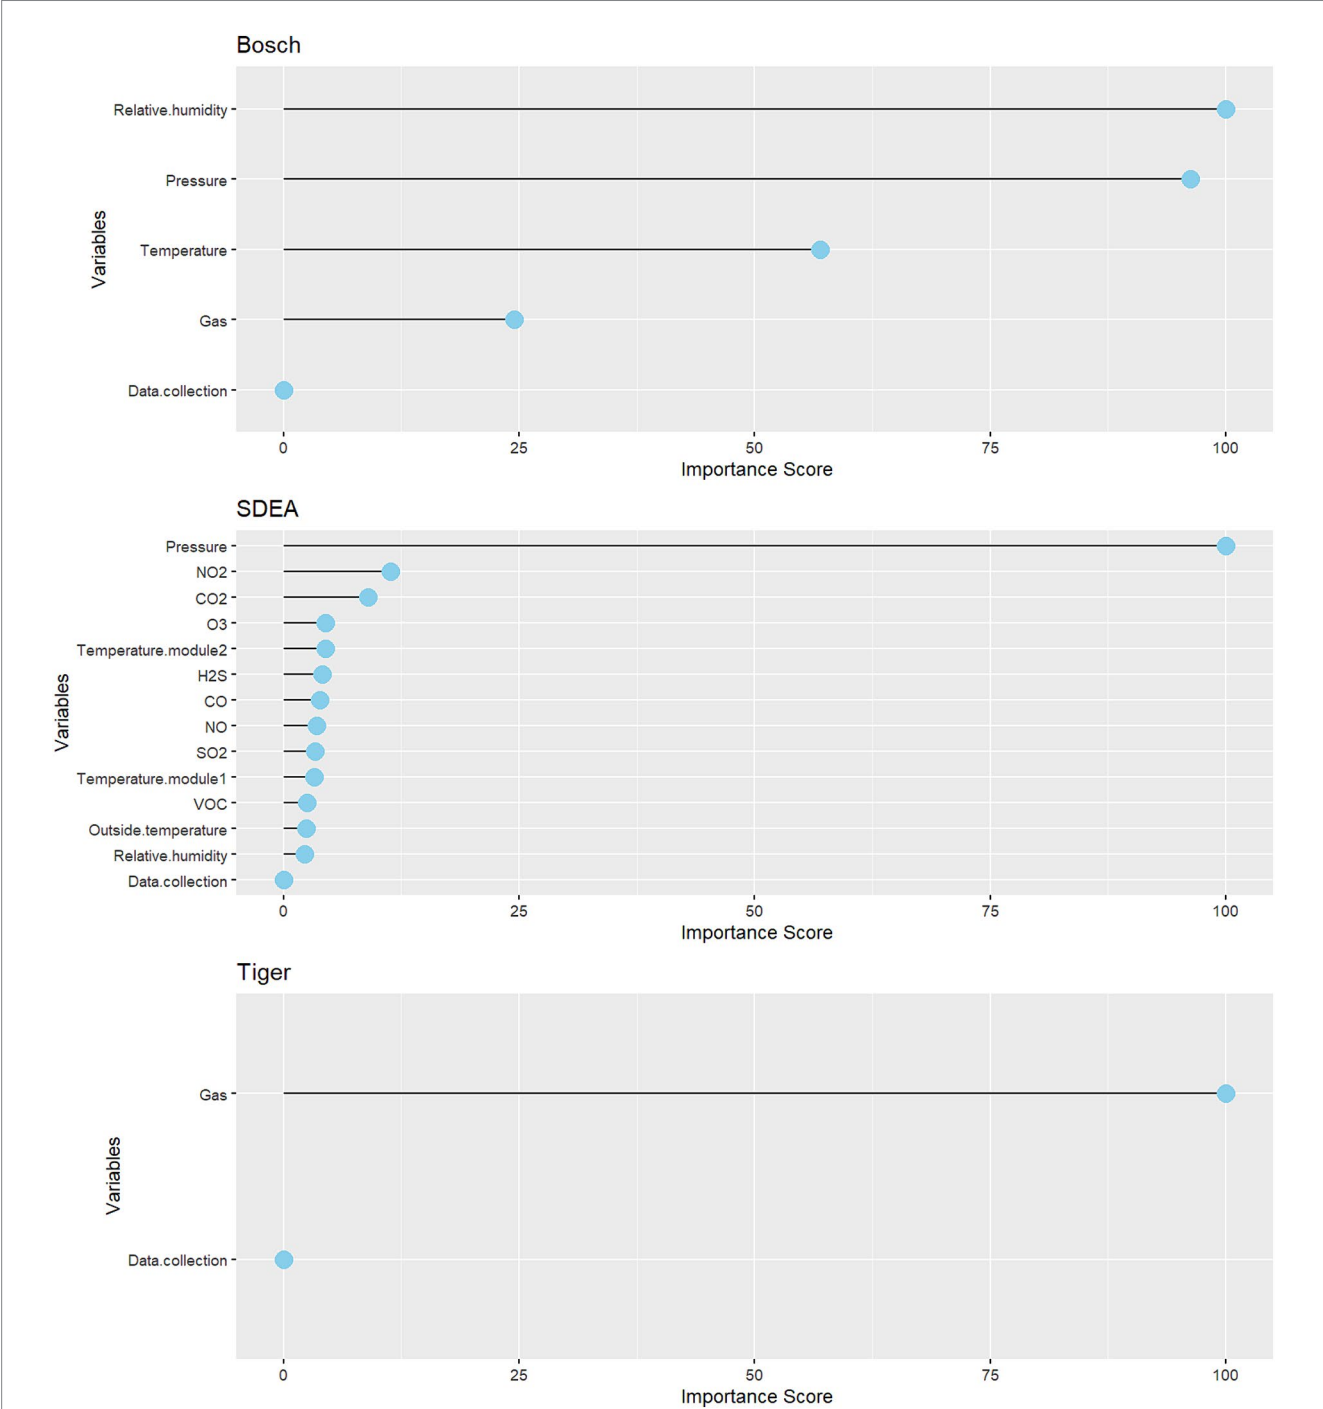 Bosch
Relative.humidity
Pressure
Temperature
Gas
Data.collection
Variables
0 25 50 75 100
Importance Score
SDEA
Pressure
NO2
CO2
O3
Temperature.module2
H2S
CO
NO
SO2
Temperature.module1
VOC
Outside.temperature
Relative.humidity
Data.collection
Variables
0 25 50 75 100
Importance Score
Tiger
Gas
Data.collection
Variables
0 25 50 75 100
Importance Score